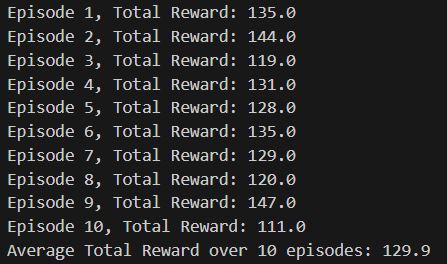 Episode 1, Total Reward: 135.0
Episode 2, Total Reward: 144.0
Episode 3, Total Reward: 119.0
Episode 4, Total Reward: 131.0
Episode 5, Total Reward: 128.0
Episode 6, Total Reward: 135.0
Episode 7, Total Reward: 129.0
Episode 8, Total Reward: 120.0
Episode 9, Total Reward: 147.0
Episode 10, Total Reward: 111.0
Average Total Reward over 10 episodes: 129.9